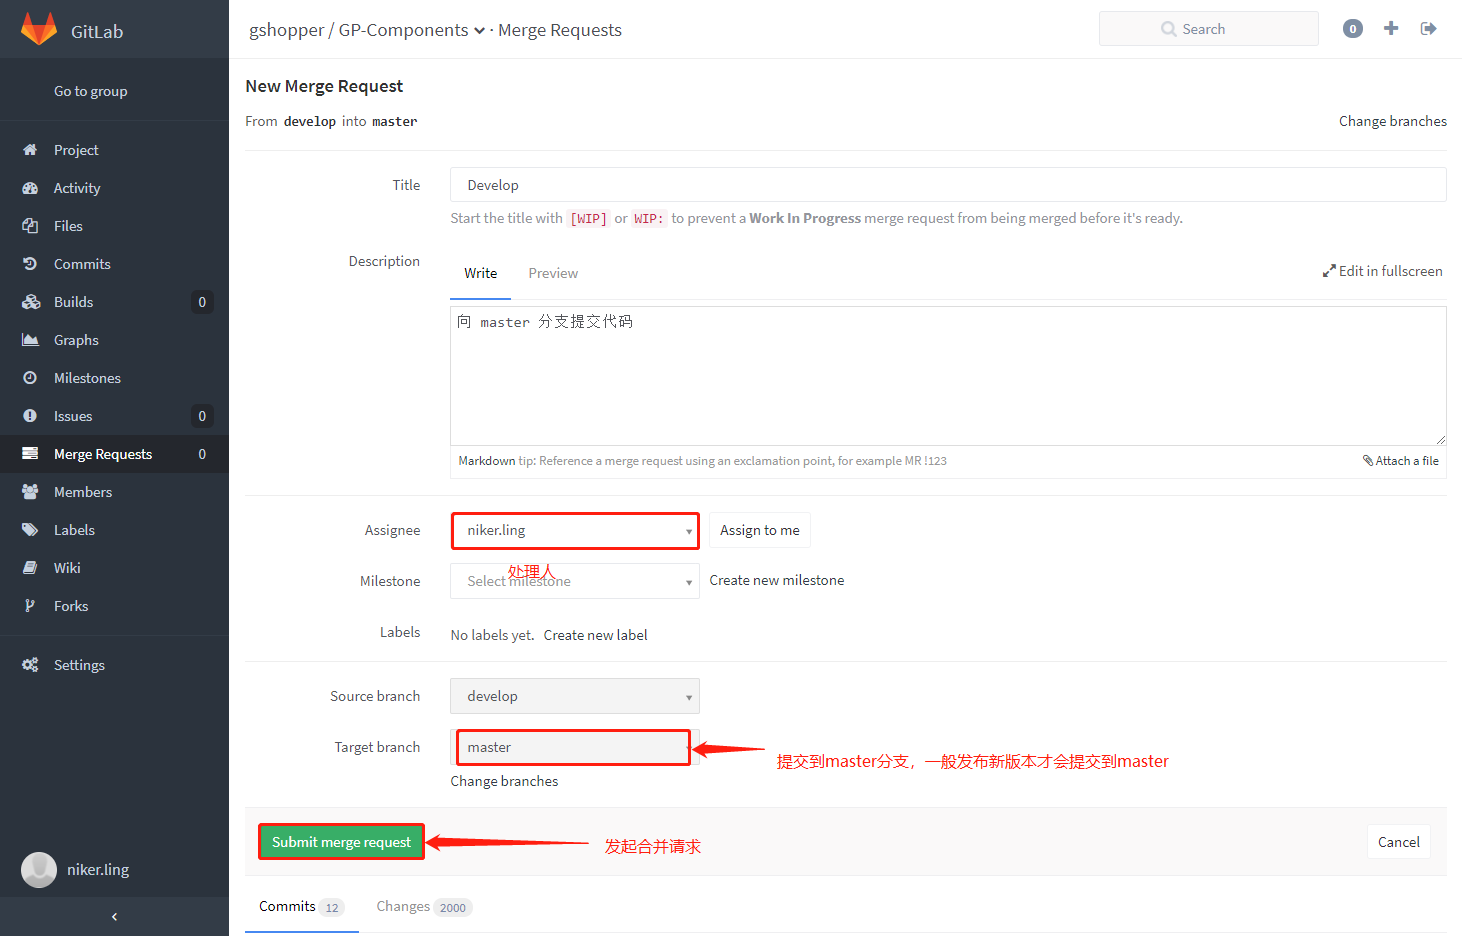 GitLab
gshopper / GP-Components · Merge Requests
Search
0
Go to group
Project
Activity
Files
Commits
Builds 0
Graphs
Milestones
Issues 0
Merge Requests 0
Members
Labels
Wiki
Forks
Settings
niker.ling
New Merge Request
From develop into master
Change branches
Title
Develop
Start the title with [WIP] or WIP: to prevent a Work In Progress merge request from being merged before it's ready.
Description
Write Preview
Edit in fullscreen
向 master 分支提交代码
Markdown tip: Reference a merge request using an exclamation point, for example MR !123
Attach a file
Assignee
niker.ling
Assign to me
处理人
Milestone
Select milestone
Create new milestone
Labels
No labels yet. Create new label
Source branch
develop
Target branch
master
提交到master分支，一般发布新版本才会提交到master
Change branches
Submit merge request
发起合并请求
Cancel
Commits 12
Changes 2000